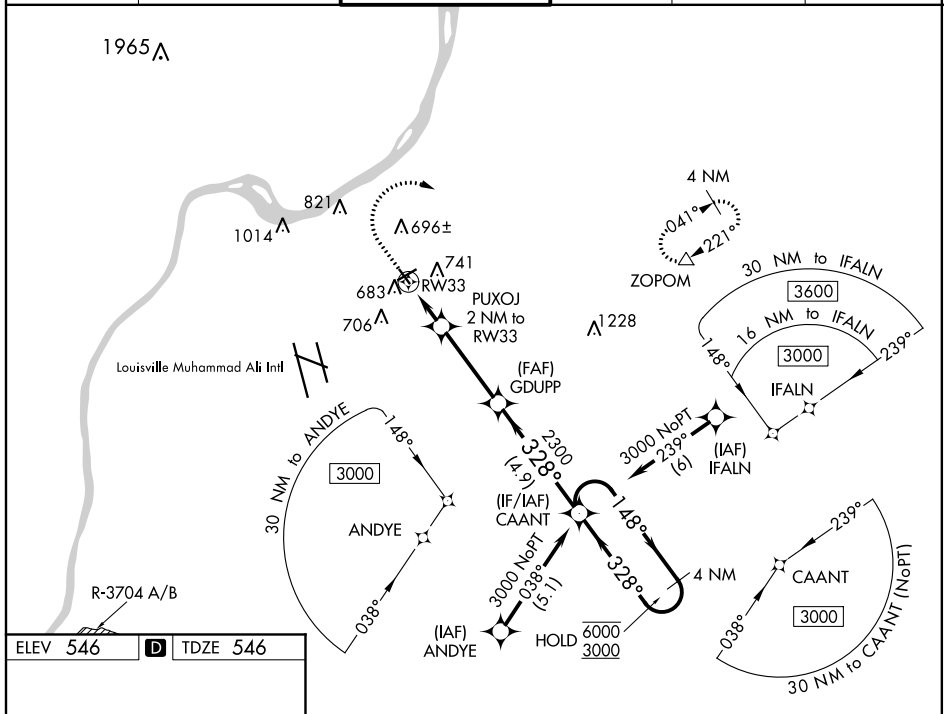 1965
4 NM
041°
221°
ZOPOM
821
1014
696±
741
RW33
683
706
PUXOJ
2 NM to
RW33
1228
30 NM to IFALN
3600
16 NM to IFALN
3000
148°
239°
IFALN
Louisville Muhammad Ali Intl
(FAF)
GDUPP
2300
328°
(4.9)
3000 NoPT
239°
(6)
(IAF)
IFALN
30 NM to ANDYE
148°
3000
ANDYE
038°
(IF/IAF)
CAANT
148°
328°
4 NM
HOLD
6000
3000
3000 NoPT
038°
(5.1)
(IAF)
ANDYE
239°
CAANT
038°
3000
30 NM to CAANT (NoPT)
R-3704 A/B
ELEV 546 D TDZE 546